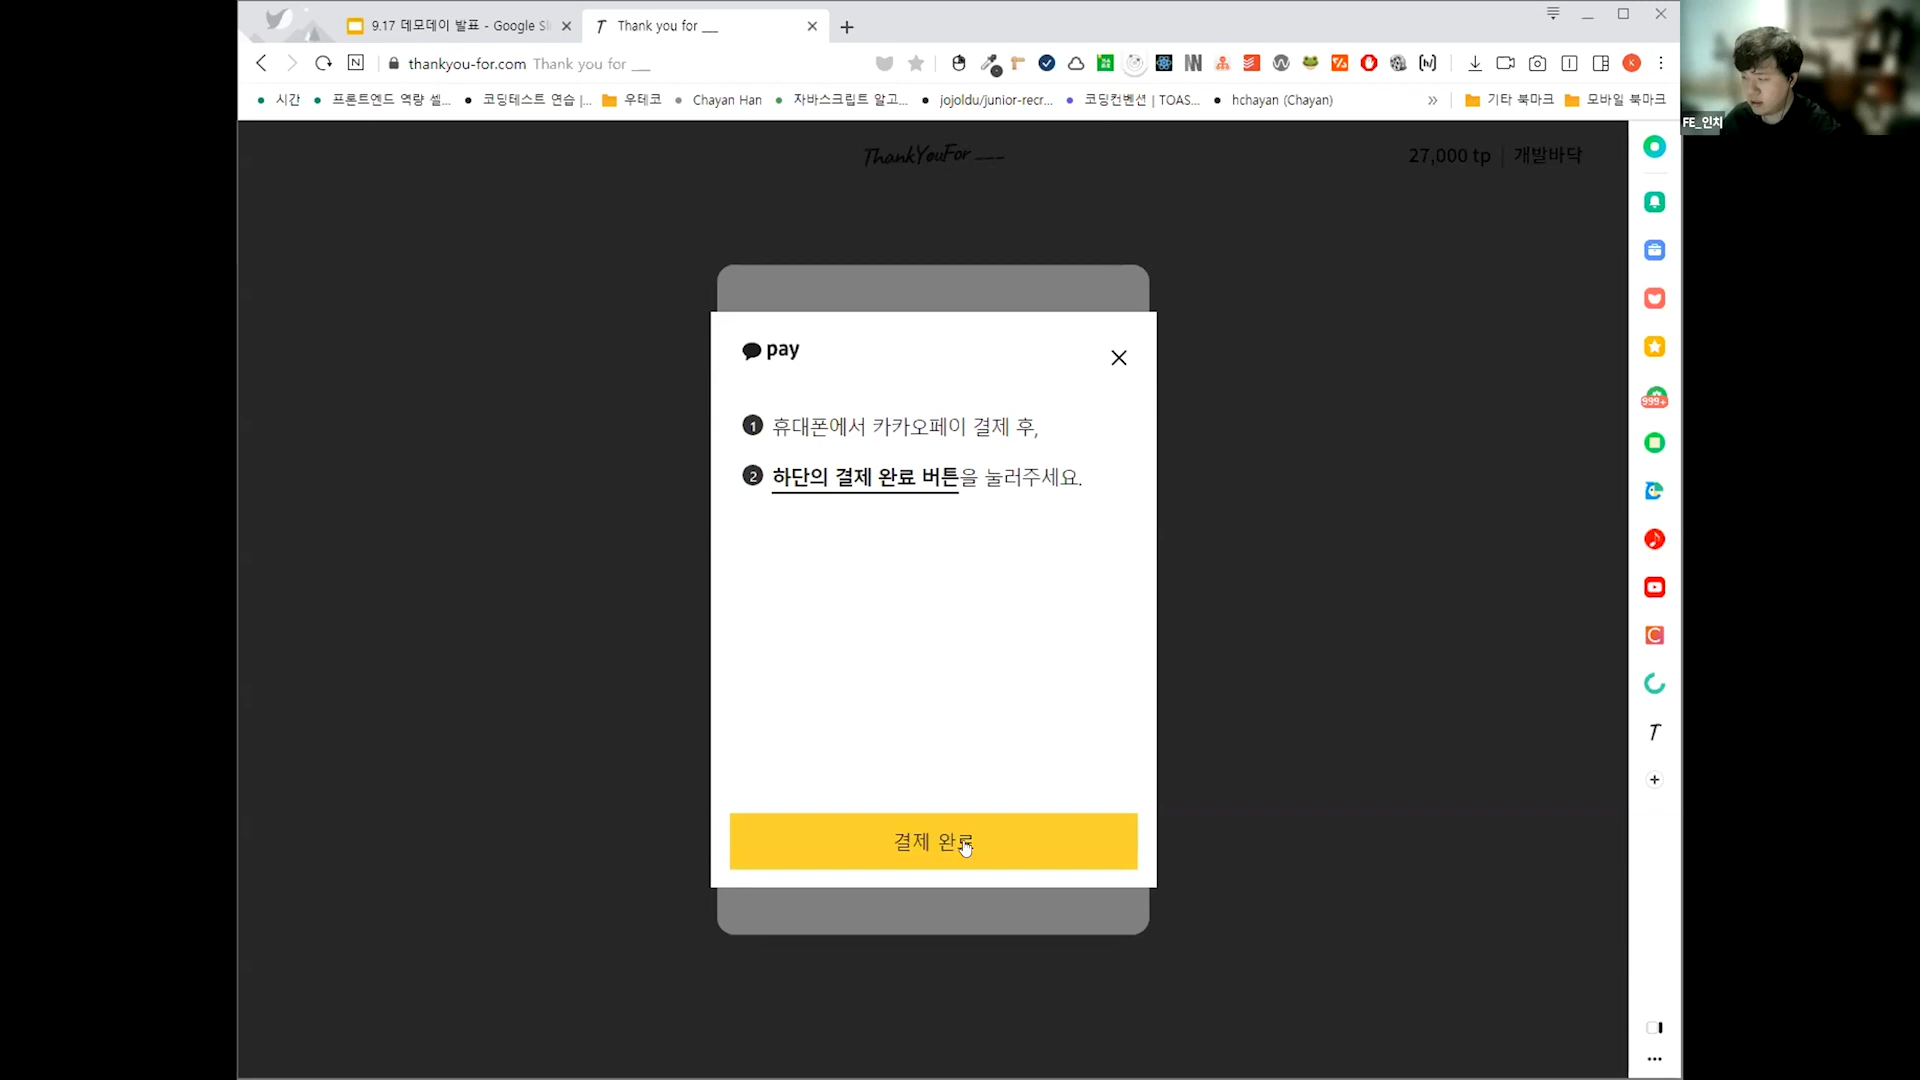 9.17 데모데이 발표 - Google Sl
Thank you for __
thankyou-for.com Thank you for __
시간
프론트엔드 역량 셀...
코딩테스트 연습 |...
우테코
Chayan Han
자바스크립트 알고...
jojoldu/junior-recr...
코딩컨벤션 | TOAS...
hchayan (Chayan)
기타 북마크
모바일 북마크
FE_인치
ThankYouFor ___
27,000 tp | 개발바닥
pay
1 휴대폰에서 카카오페이 결제 후,
2 하단의 결제 완료 버튼을 눌러주세요.
결제 완료
999+